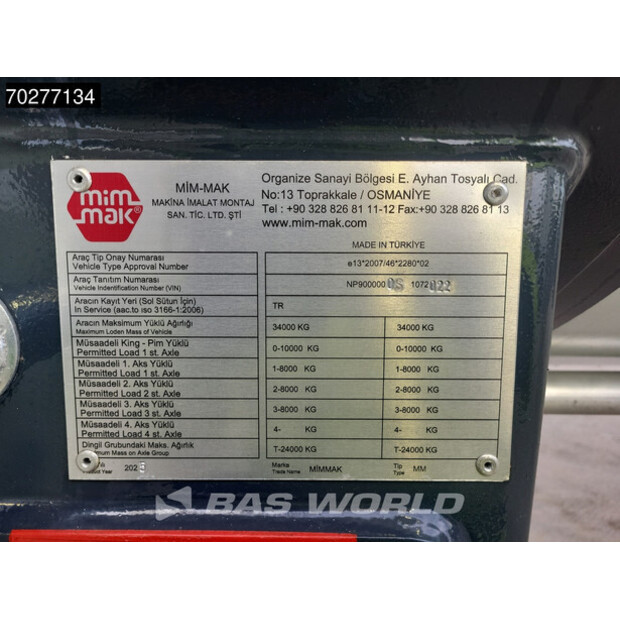 70277134
mim
mak®
MİM-MAK
MAKİNA İMALAT MONTAJ
SAN. TİC. LTD. ŞTİ
Organize Sanayi Bölgesi E. Ayhan Tosyalı Cad.
No:13 Toprakkale / OSMANİYE
Tel : +90 328 826 81 11-12 Fax:+90 328 826 81 13
www.mim-mak.com
MADE IN TÜRKİYE
Araç Tip Onay Numarası
Vehicle Type Approval Number
e13*2007/46*2280*02
Araç Tanıtım Numarası
Vehicle Indentification Number (VIN)
NP900000 1072
Aracın Kayıt Yeri (Sol Sütun İçin)
In Service (aac.to ıso 3166-1:2006)
TR
Aracın Maksimum Yüklü Ağırlığı
Maximum Loden Mass of Vehicle
34000 KG 34000 KG
Müsaadeli King - Pim Yüklü
Permitted Load 1 st. Axle
0-10000 KG 0-10000 KG
Müsaadeli 1. Aks Yüklü
Permitted Load 1 st. Axle
1-8000 KG 1-8000 KG
Müsaadeli 2. Aks Yüklü
Permitted Load 2 st. Axle
2-8000 KG 2-8000 KG
Müsaadeli 3. Aks Yüklü
Permitted Load 3 st. Axle
3-8000 KG 3-8000 KG
Müsaadeli 4. Aks Yüklü
Permitted Load 4 st. Axle
4- KG 4- KG
Dingil Grubundaki Maks. Ağırlık
Mass on Axle Group
T-24000 KG T-24000 KG
Year
Marka
Trade Name
MİMMAK
Tip
Type
MM
BAS WORLD